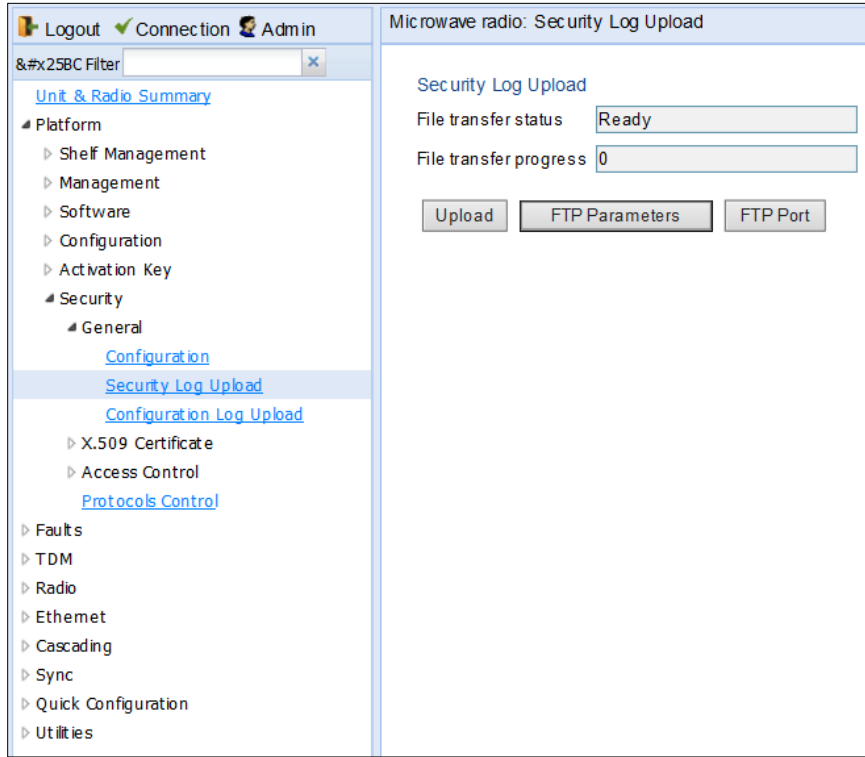 Logout Connection Admin
&#x25BC Filter
Unit & Radio Summary
Platform
Shelf Management
Management
Software
Configuration
Activation Key
Security
General
Configuration
Security Log Upload
Configuration Log Upload
X.509 Certificate
Access Control
Protocols Control
Faults
TDM
Radio
Ethernet
Cascading
Sync
Quick Configuration
Utilities
Microwave radio: Security Log Upload
Security Log Upload
File transfer status Ready
File transfer progress 0
Upload FTP Parameters FTP Port